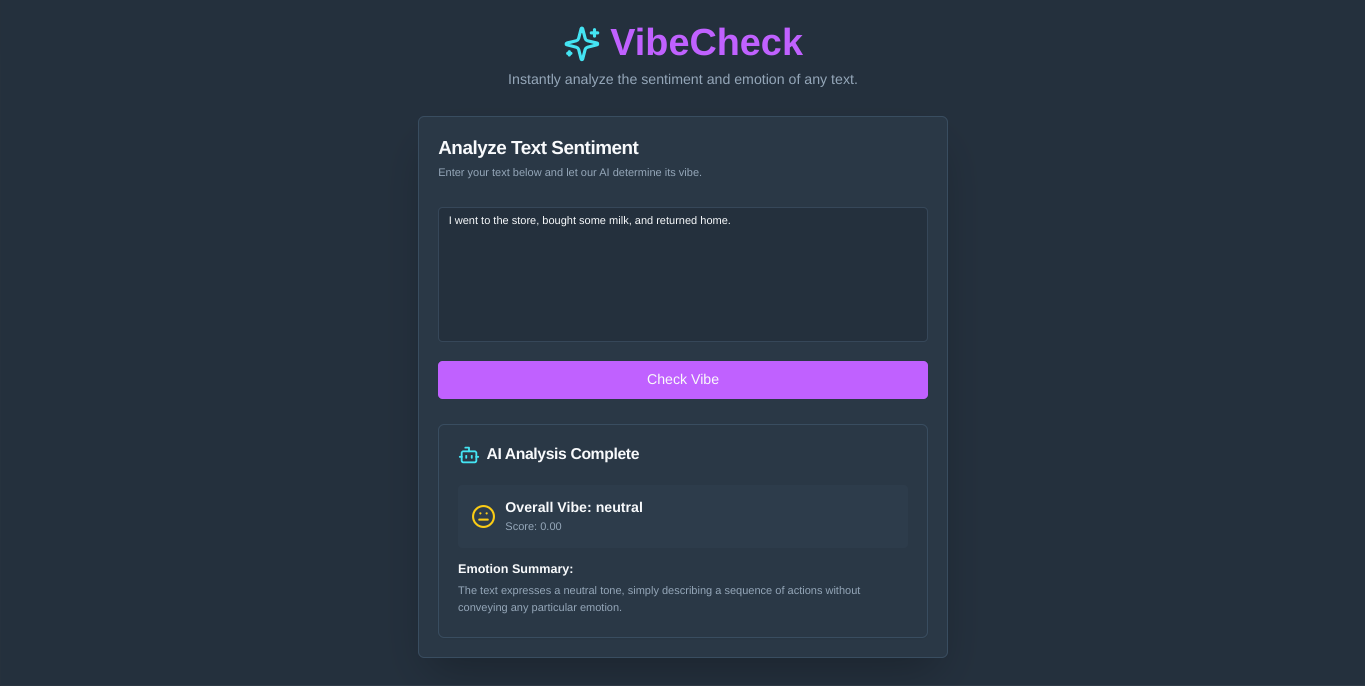 VibeCheck
Instantly analyze the sentiment and emotion of any text.
Analyze Text Sentiment
Enter your text below and let our AI determine its vibe.
I went to the store, bought some milk, and returned home.
Check Vibe
AI Analysis Complete
Overall Vibe: neutral
Score: 0.00
Emotion Summary:
The text expresses a neutral tone, simply describing a sequence of actions without
conveying any particular emotion.